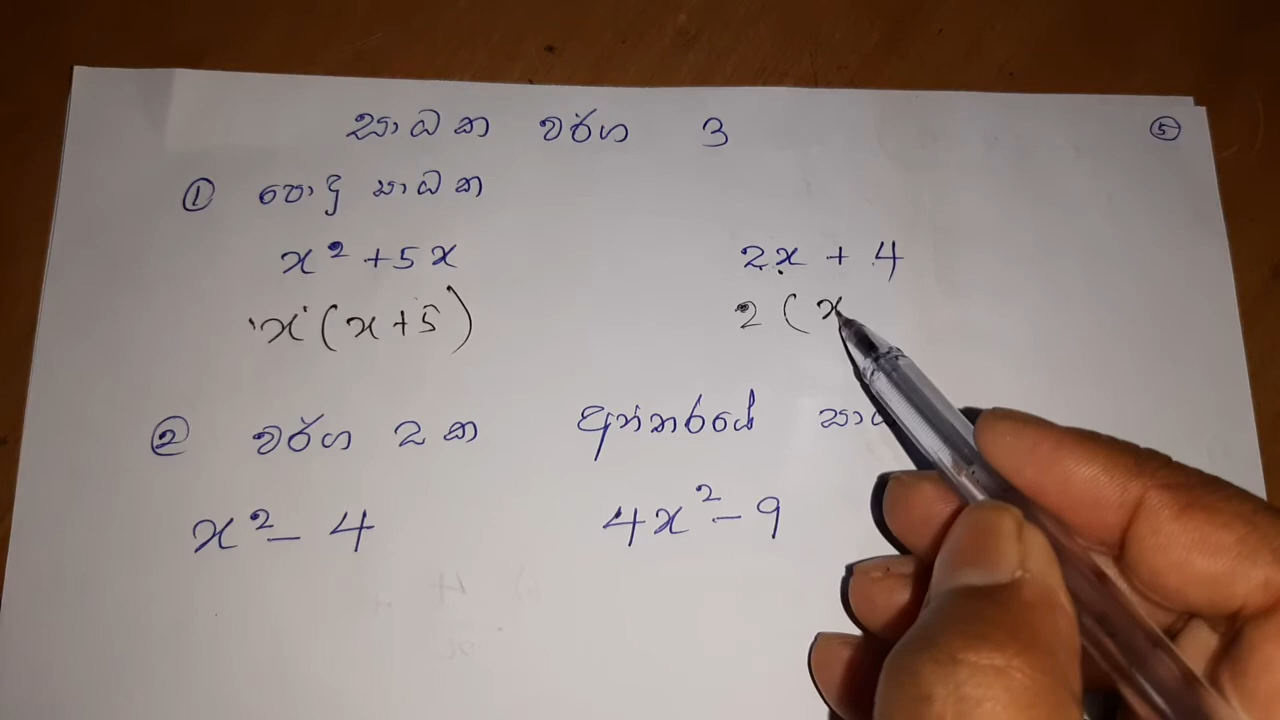 සාධක වර්ග 3
5
1 පොදු සාධක
x² + 5x
2x + 4
x(x+5)
2(x
2 වර්ග 2ක අන්තරයේ
x² - 4
4x² - 9